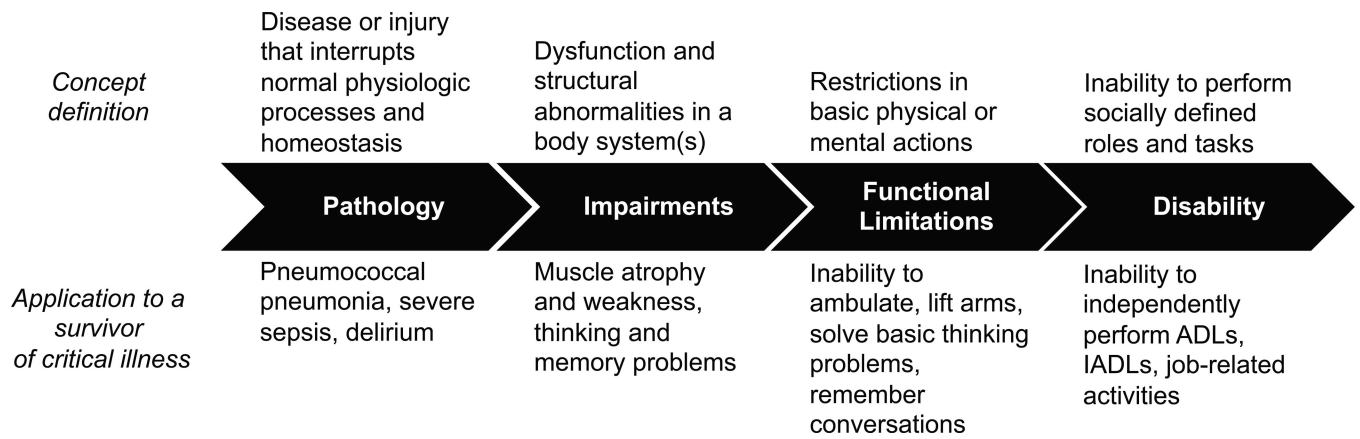 Concept
definition
Disease or injury
that interrupts
normal physiologic
processes and
homeostasis
Dysfunction and
structural
abnormalities in a
body system(s)
Restrictions in
basic physical or
mental actions
Inability to perform
socially defined
roles and tasks
Pathology
Impairments
Functional
Limitations
Disability
Application to a
survivor
of critical illness
Pneumococcal
pneumonia, severe
sepsis, delirium
Muscle atrophy
and weakness,
thinking and
memory problems
Inability to
ambulate, lift arms,
solve basic thinking
problems,
remember
conversations
Inability to
independently
perform ADLs,
IADLs, job-related
activities